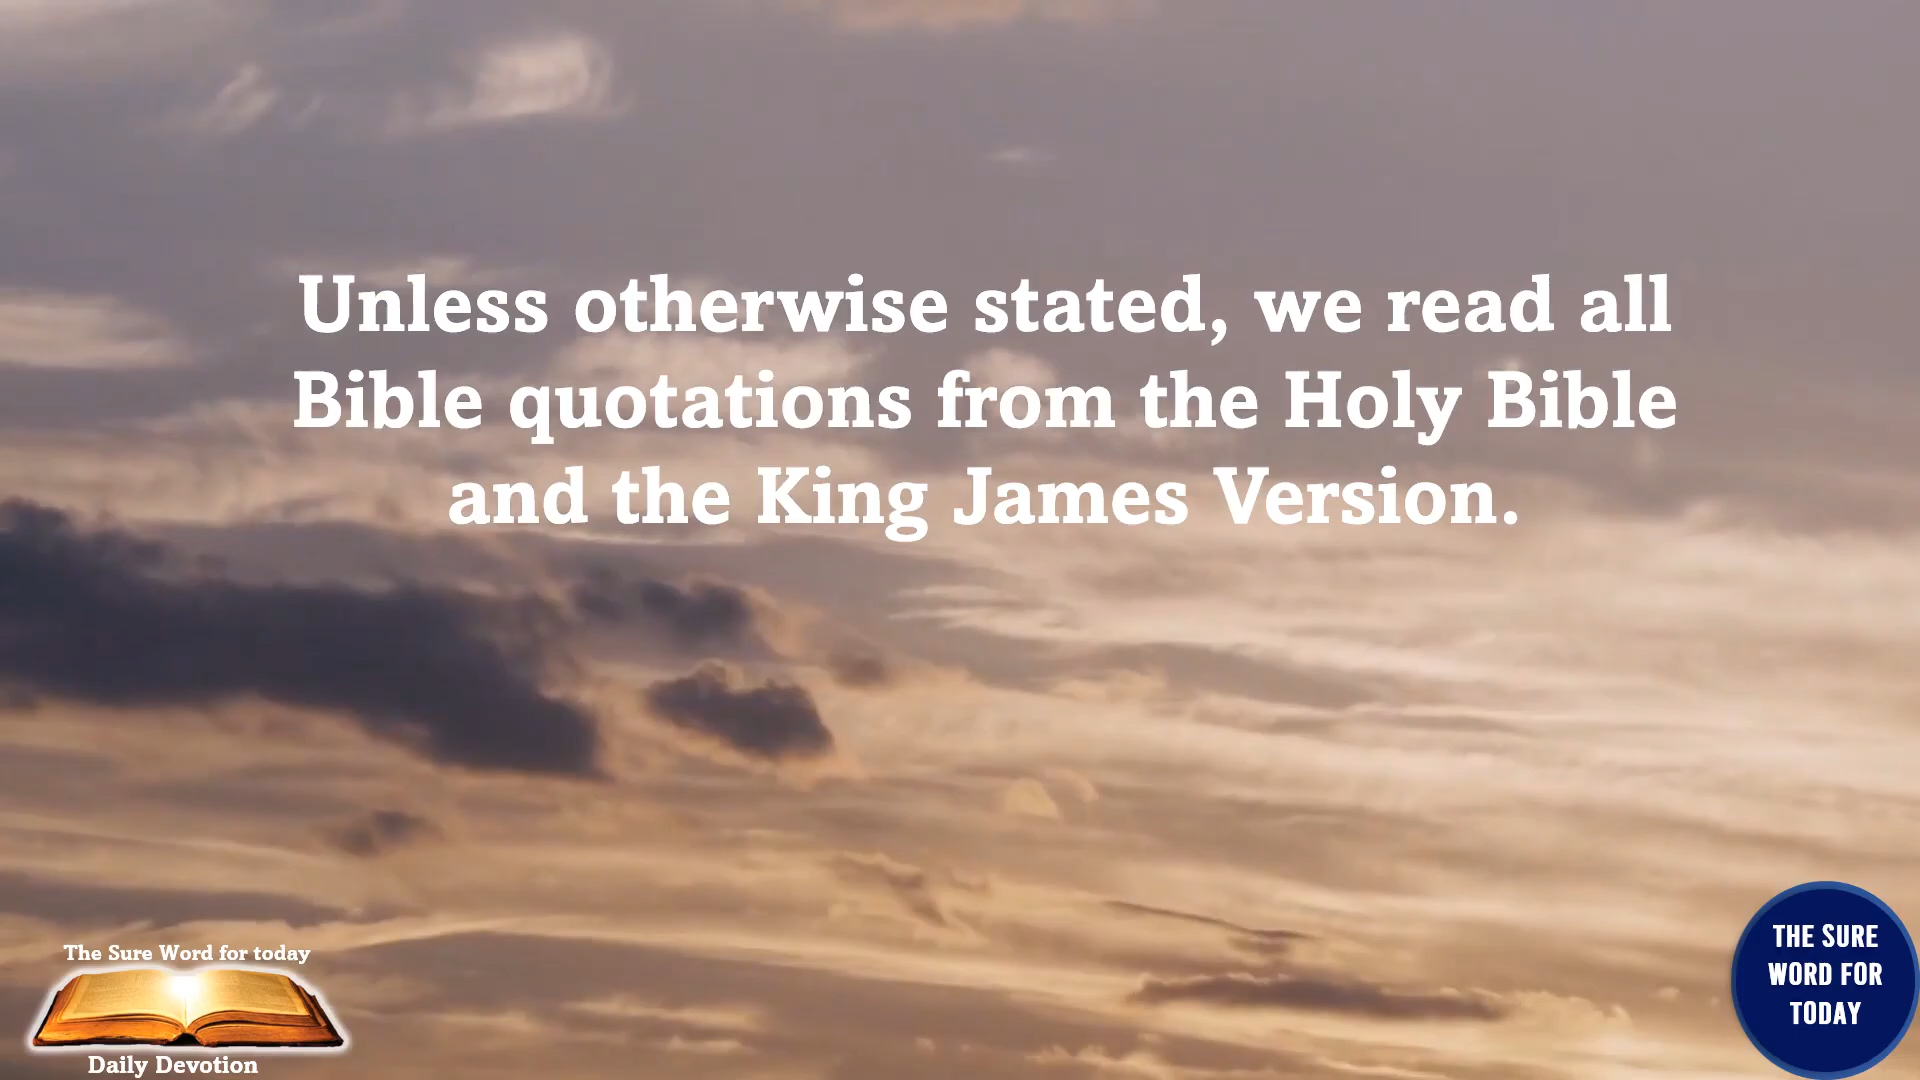 Unless otherwise stated, we read all
Bible quotations from the Holy Bible
and the King James Version.
The Sure Word for today
Daily Devotion
THE SURE
WORD FOR
TODAY